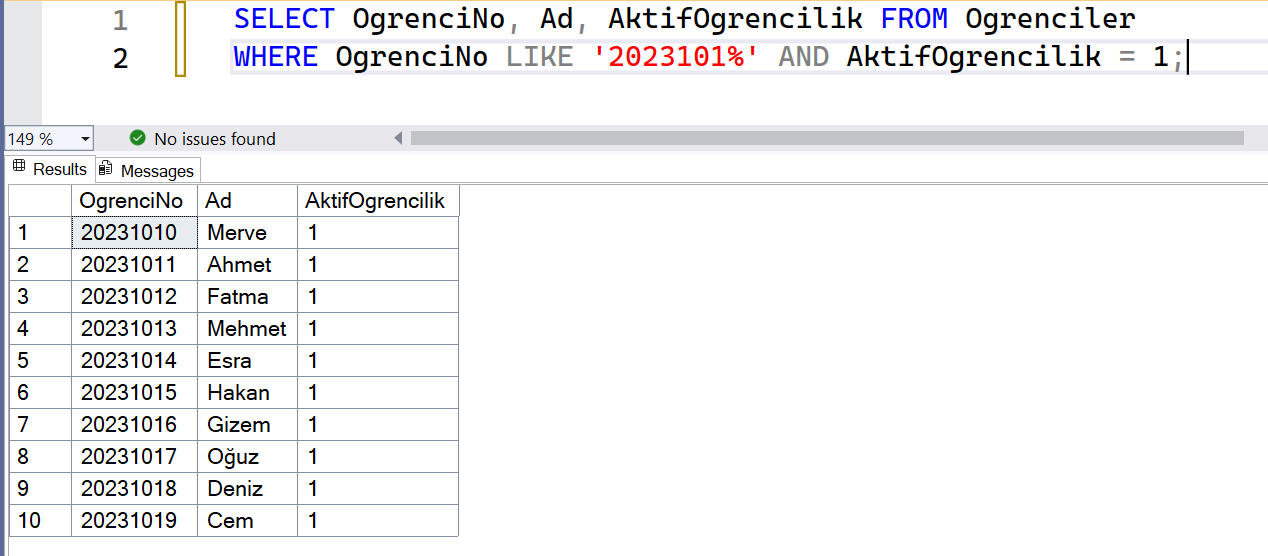 1 SELECT OgrenciNo, Ad, AktifOgrencilik FROM Ogrenciler
2 WHERE OgrenciNo LIKE '2023101%' AND AktifOgrencilik = 1;
149 % No issues found
Results Messages
OgrenciNo Ad AktifOgrencilik
1 20231010 Merve 1
2 20231011 Ahmet 1
3 20231012 Fatma 1
4 20231013 Mehmet 1
5 20231014 Esra 1
6 20231015 Hakan 1
7 20231016 Gizem 1
8 20231017 Oğuz 1
9 20231018 Deniz 1
10 20231019 Cem 1